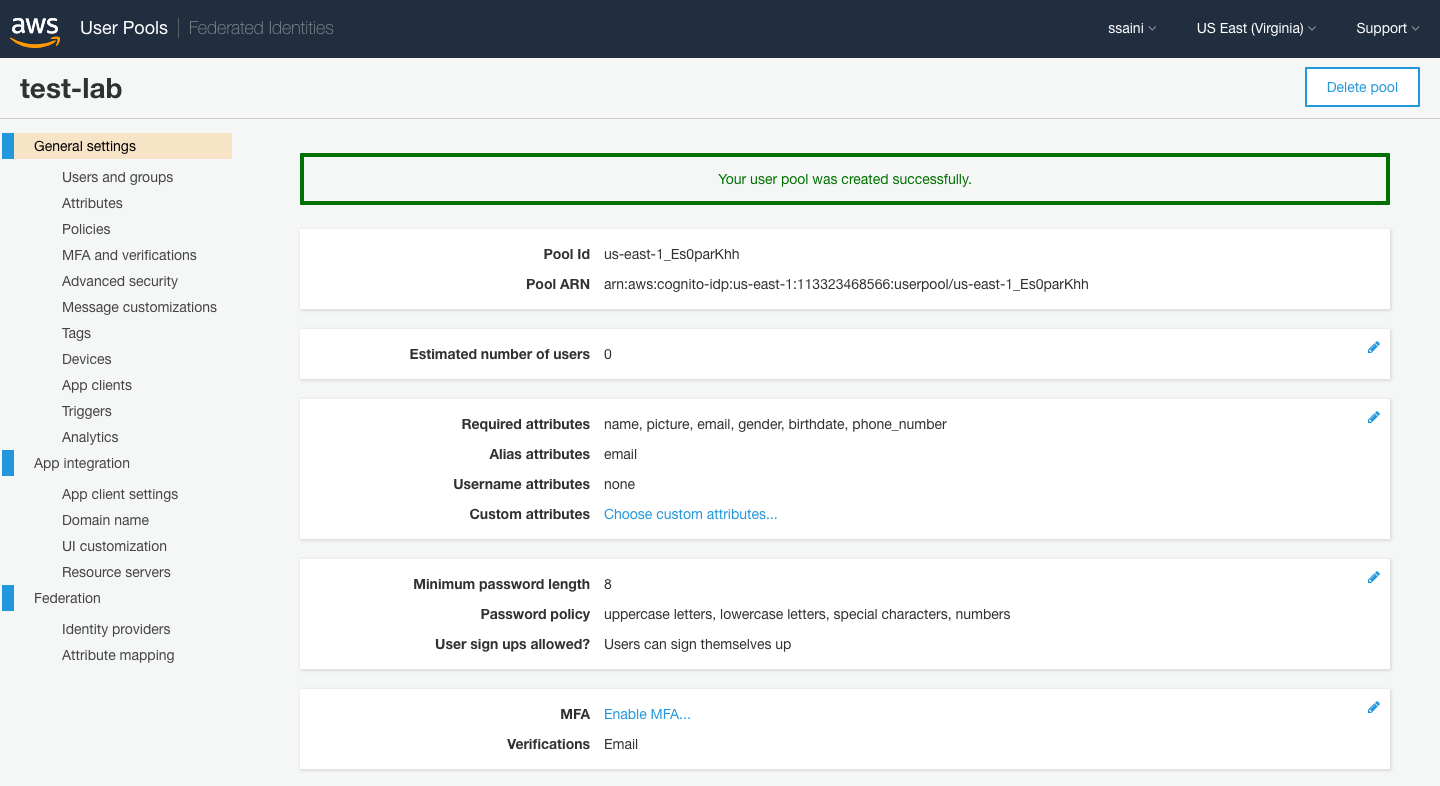 aws User Pools Federated Identities ssaini US East (Virginia) Support
test-lab Delete pool
General settings
Users and groups
Attributes
Policies
MFA and verifications
Advanced security
Message customizations
Tags
Devices
App clients
Triggers
Analytics
App integration
App client settings
Domain name
UI customization
Resource servers
Federation
Identity providers
Attribute mapping
Your user pool was created successfully.
Pool Id us-east-1_Es0parKhh
Pool ARN arn:aws:cognito-idp:us-east-1:113323468566:userpool/us-east-1_Es0parKhh
Estimated number of users 0
Required attributes name, picture, email, gender, birthdate, phone_number
Alias attributes email
Username attributes none
Custom attributes Choose custom attributes...
Minimum password length 8
Password policy uppercase letters, lowercase letters, special characters, numbers
User sign ups allowed? Users can sign themselves up
MFA Enable MFA...
Verifications Email